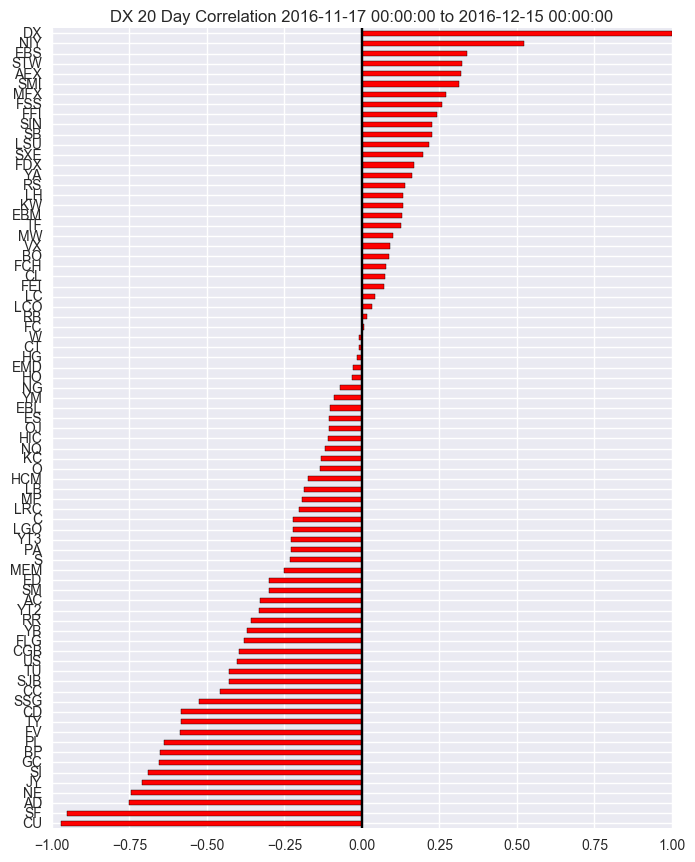 DX 20 Day Correlation 2016-11-17 00:00:00 to 2016-12-15 00:00:00
DX
NIY
EBS
STW
AEX
SMI
MFX
FSS
FFI
SIN
SB
LSU
SXE
FDX
YA
RS
LH
KW
EBM
TF
MW
VX
BO
FCH
CL
FEI
LC
LCO
RB
FC
W
CT
HG
EMD
HO
NG
YM
EBL
ES
OJ
HIC
NQ
KC
O
HCM
LB
MP
LRC
C
LGO
YT3
PA
S
MEM
ED
SM
AC
YT2
RR
YB
FLG
CGB
US
TU
SJB
CC
SSG
CD
TY
FV
PL
BP
GC
SI
JY
NE
AD
SF
CU
−1.00 −0.75 −0.50 −0.25 0.00 0.25 0.50 0.75 1.00